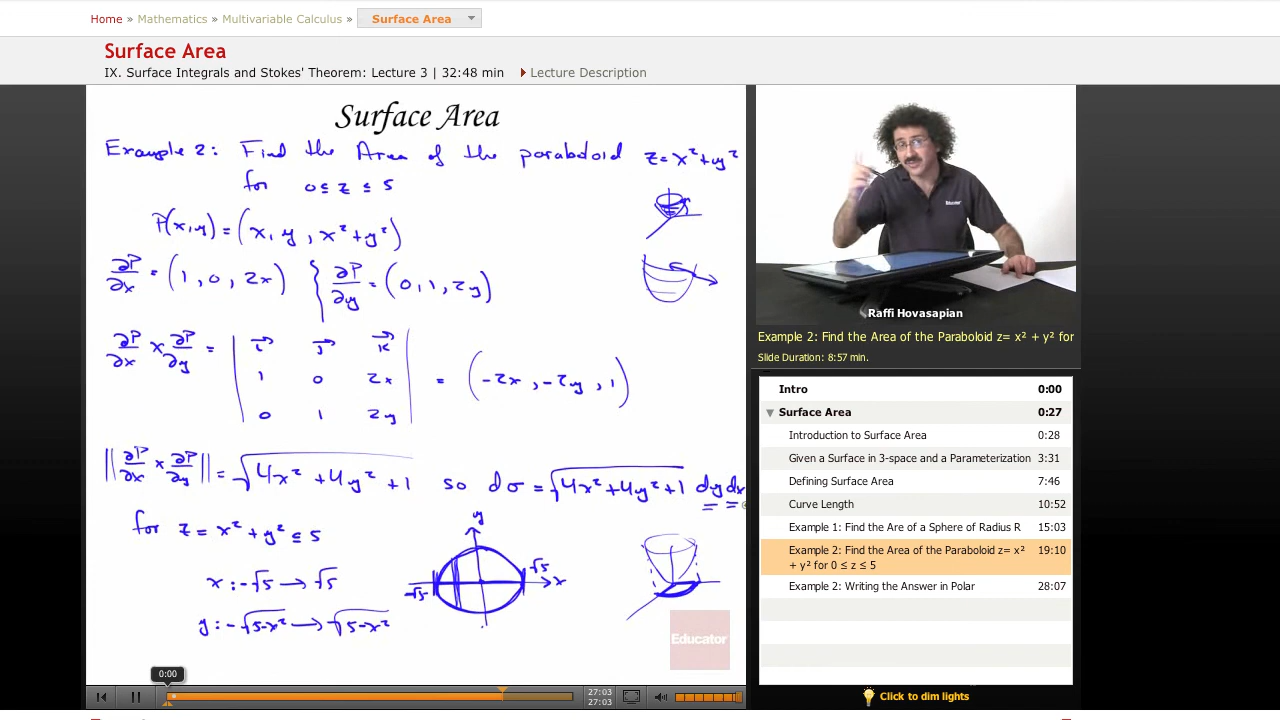 Home » Mathematics » Multivariable Calculus » Surface Area
Surface Area
IX. Surface Integrals and Stokes' Theorem: Lecture 3 | 32:48 min Lecture Description
Surface Area
Example 2: Find the Area of the paraboloid z = x² + y²
for 0 ≤ z ≤ 5
P(x,y) = (x, y, x² + y²)
∂P/∂x = (1, 0, 2x) { ∂P/∂y = (0, 1, 2y)
∂P/∂x × ∂P/∂y = | i j k | = (-2x, -2y, 1)
1 0 2x
0 1 2y
||∂P/∂x × ∂P/∂y|| = √4x² + 4y² + 1 so dσ = √4x² + 4y² + 1 dy dx
for z = x² + y² ≤ 5
x: -√5 → √5
y: -√5-x² → √5-x²
y
√5
x
-√5
Educator
0:00
27:03
27:03
Educator
Raffi Hovasapian
Example 2: Find the Area of the Paraboloid z= x² + y² for
Slide Duration: 8:57 min.
Intro 0:00
Surface Area 0:27
Introduction to Surface Area 0:28
Given a Surface in 3-space and a Parameterization 3:31
Defining Surface Area 7:46
Curve Length 10:52
Example 1: Find the Are of a Sphere of Radius R 15:03
Example 2: Find the Area of the Paraboloid z= x² 19:10
+ y² for 0 ≤ z ≤ 5
Example 2: Writing the Answer in Polar 28:07
Click to dim lights